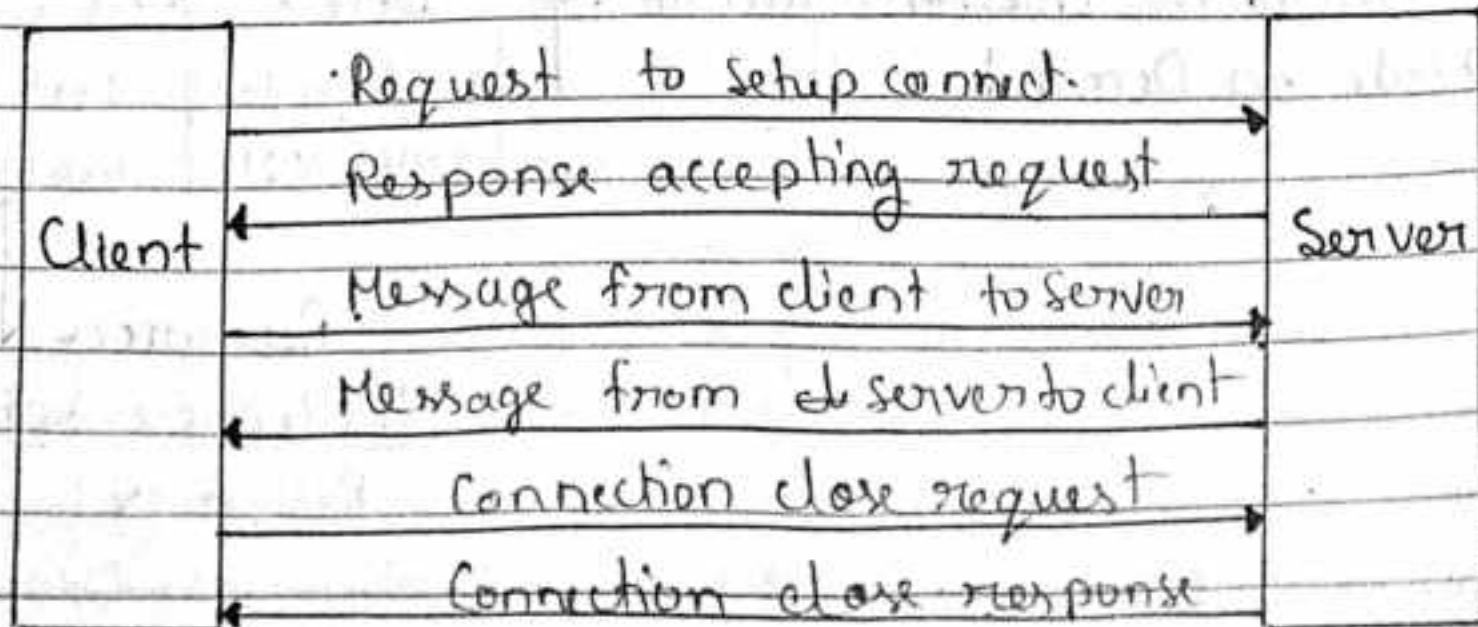 Request to setup connect.
Response accepting request
Client
Server
Message from client to server
Message from server to client
Connection close request
Connection close response